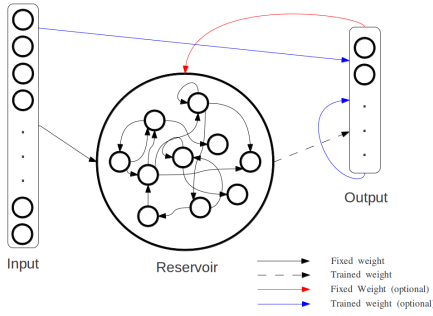 Input
Reservoir
Output
Fixed weight
Trained weight
Fixed Weight (optional)
Trained weight (optional)